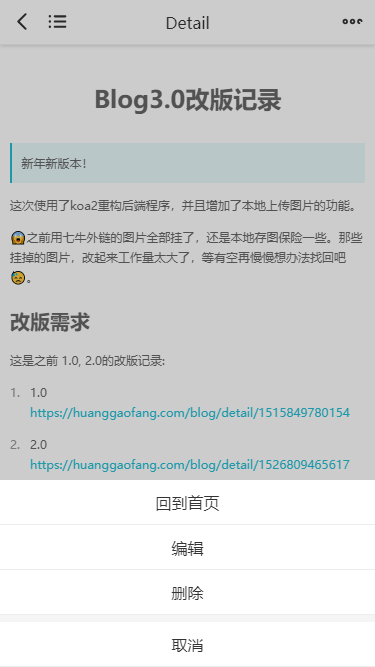 Detail
Blog3.0改版记录
新年新版本!
这次使用了koa2重构后端程序，并且增加了本地上传图片的功能。
😱之前用七牛外链的图片全部挂了，还是本地存图保险一些。那些
挂掉的图片，改起来工作量太大了，等有空再慢慢想办法找回吧
😓。
改版需求
这是之前 1.0, 2.0的改版记录:
1. 1.0
https://huanggaofang.com/blog/detail/1515849780154
2. 2.0
https://huanggaofang.com/blog/detail/1526809465617
回到首页
编辑
删除
取消